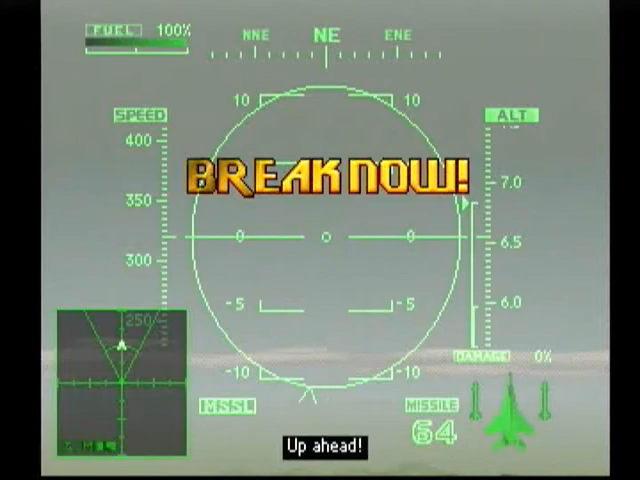 FUEL 100%
NNE NE ENE
10 10
SPEED ALT
400
BREAK NOW!
350 7.0
0 0 6.5
300
-5 -5 6.0
250
DAMAGE 0%
-10 -10
MSSL MISSILE
64
Up ahead!